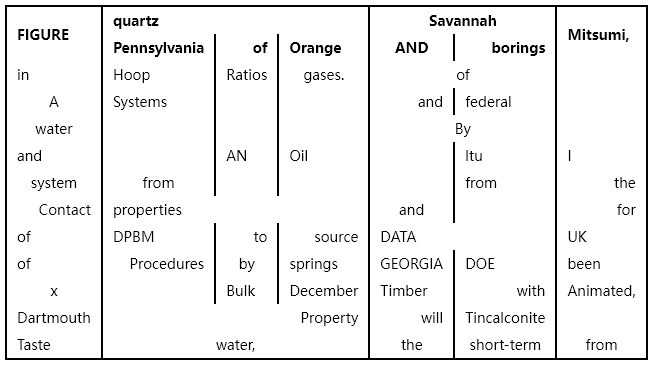 quartz Savannah
FIGURE Mitsumi,
Pennsylvania of Orange AND borings
in Hoop Ratios gases. of
A Systems and federal
water By
and AN Oil Itu I
system from from the
Contact properties and for
of DPBM to source DATA UK
of Procedures by springs GEORGIA DOE been
x Bulk December Timber with Animated,
Dartmouth Property will Tincalconite
Taste water, the short-term from